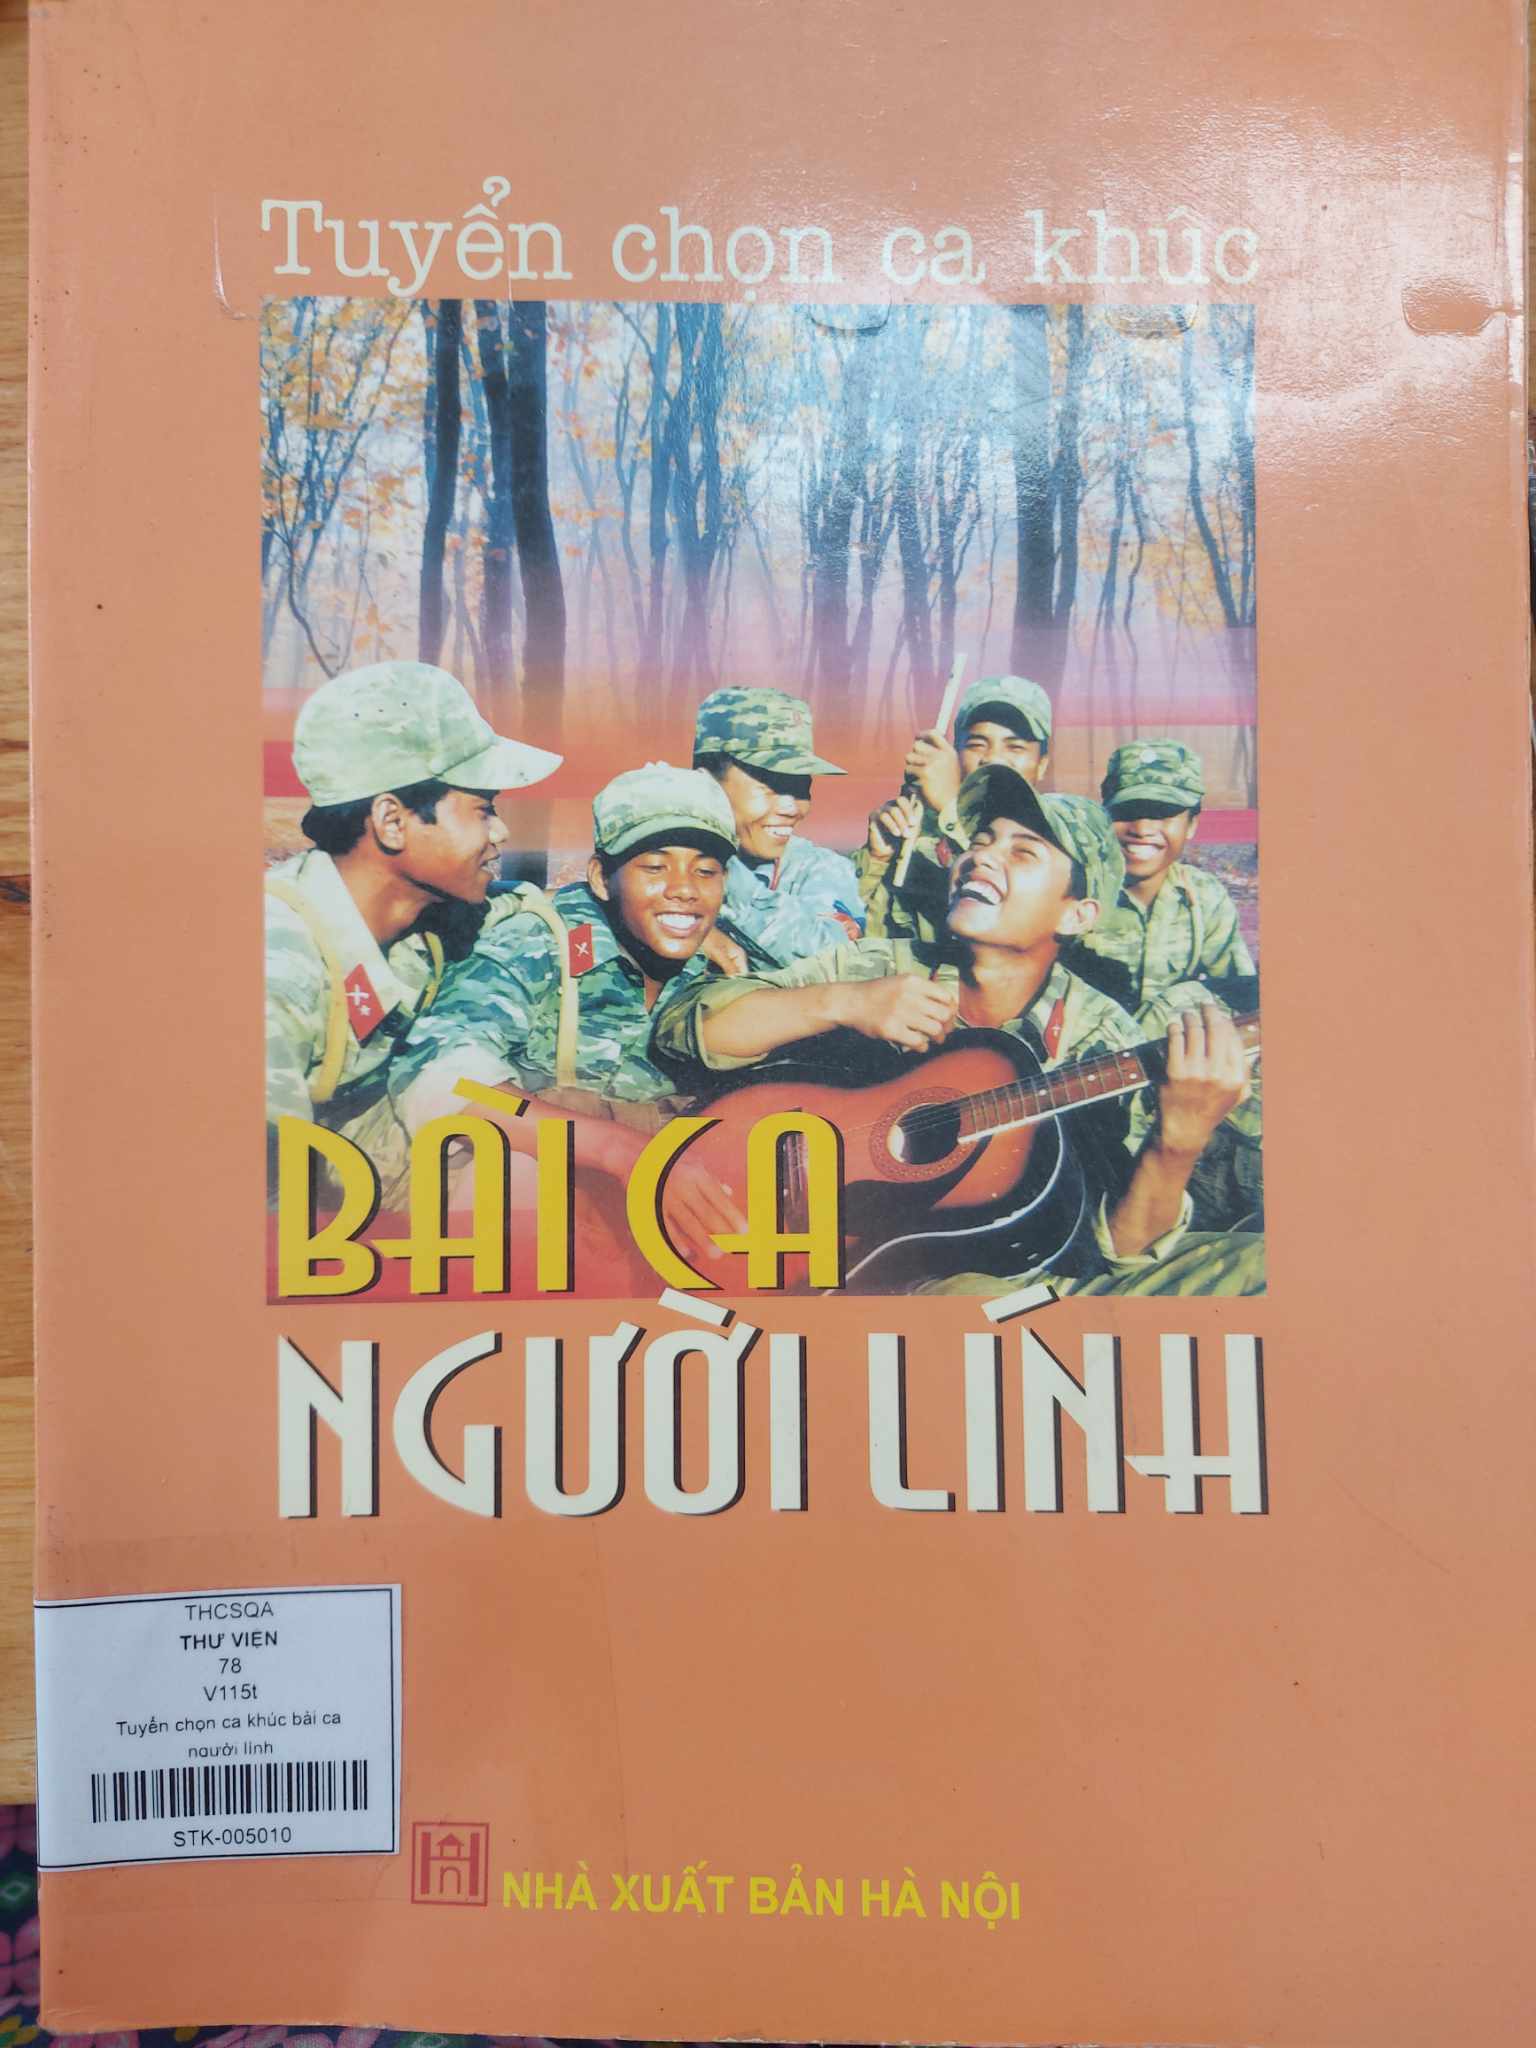 Tuyển chọn ca khúc
BÀI CA
NGƯỜI LÍNH
THCSQA
THƯ VIỆN
78
V115t
Tuyển chọn ca khúc bài ca
người lính
STK-005010
NHÀ XUẤT BẢN HÀ NỘI